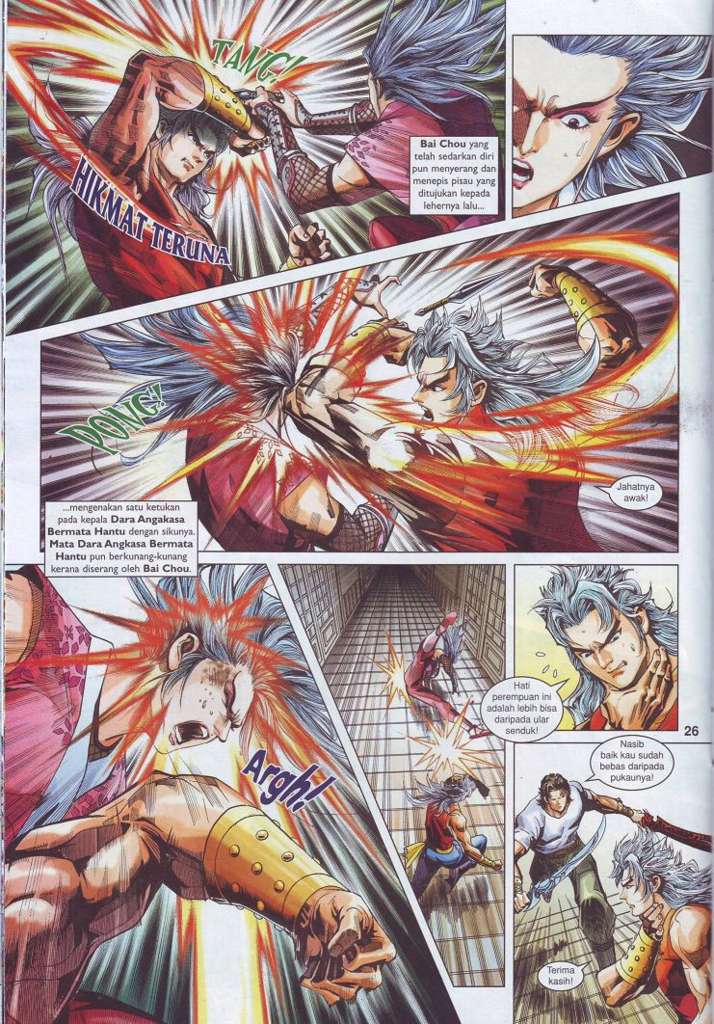 TANG!
HIKMAT TERUNA
Bai Chou yang
telah sedarkan diri
pun menyerang dan
menepis pisau yang
ditujukan kepada
lehernya lalu...
DONG!
Jahatnya
awak!
...mengenakan satu ketukan
pada kepala Dara Angakasa
Bermata Hantu dengan sikunya.
Mata Dara Angkasa Bermata
Hantu pun berkunang-kunang
kerana diserang oleh Bai Chou.
Argh!
Hati
perempuan ini
adalah lebih bisa
daripada ular
senduk!
26
Nasib
baik kau sudah
bebas daripada
pukaunya!
Terima
kasih!